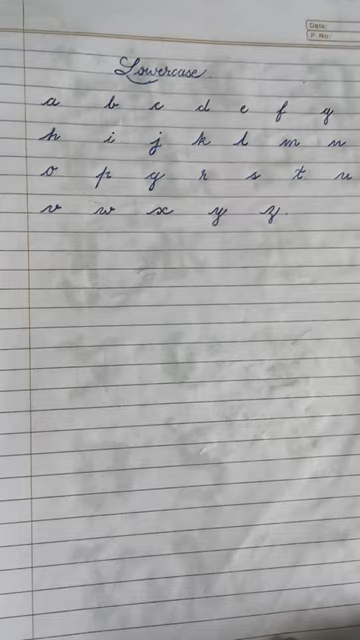 Date:
P. No:
Lowercase
a b c d e f g
h i j k l m n
o p q r s t u
v w x y z.